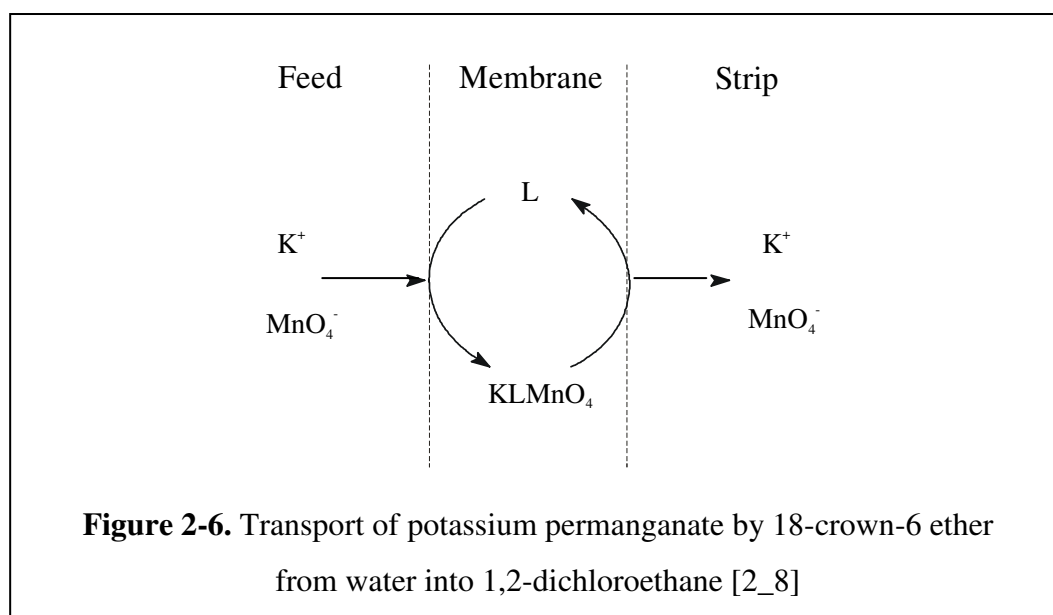 Feed Membrane Strip
L
K⁺ K⁺
MnO₄⁻ MnO₄⁻
KLMnO₄
Figure 2-6. Transport of potassium permanganate by 18-crown-6 ether
from water into 1,2-dichloroethane [2_8]